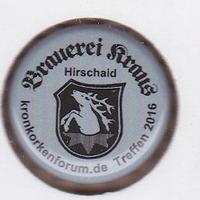 Brauerei Kraus
Hirschaid
kronkorkenforum.de Treffen 2016